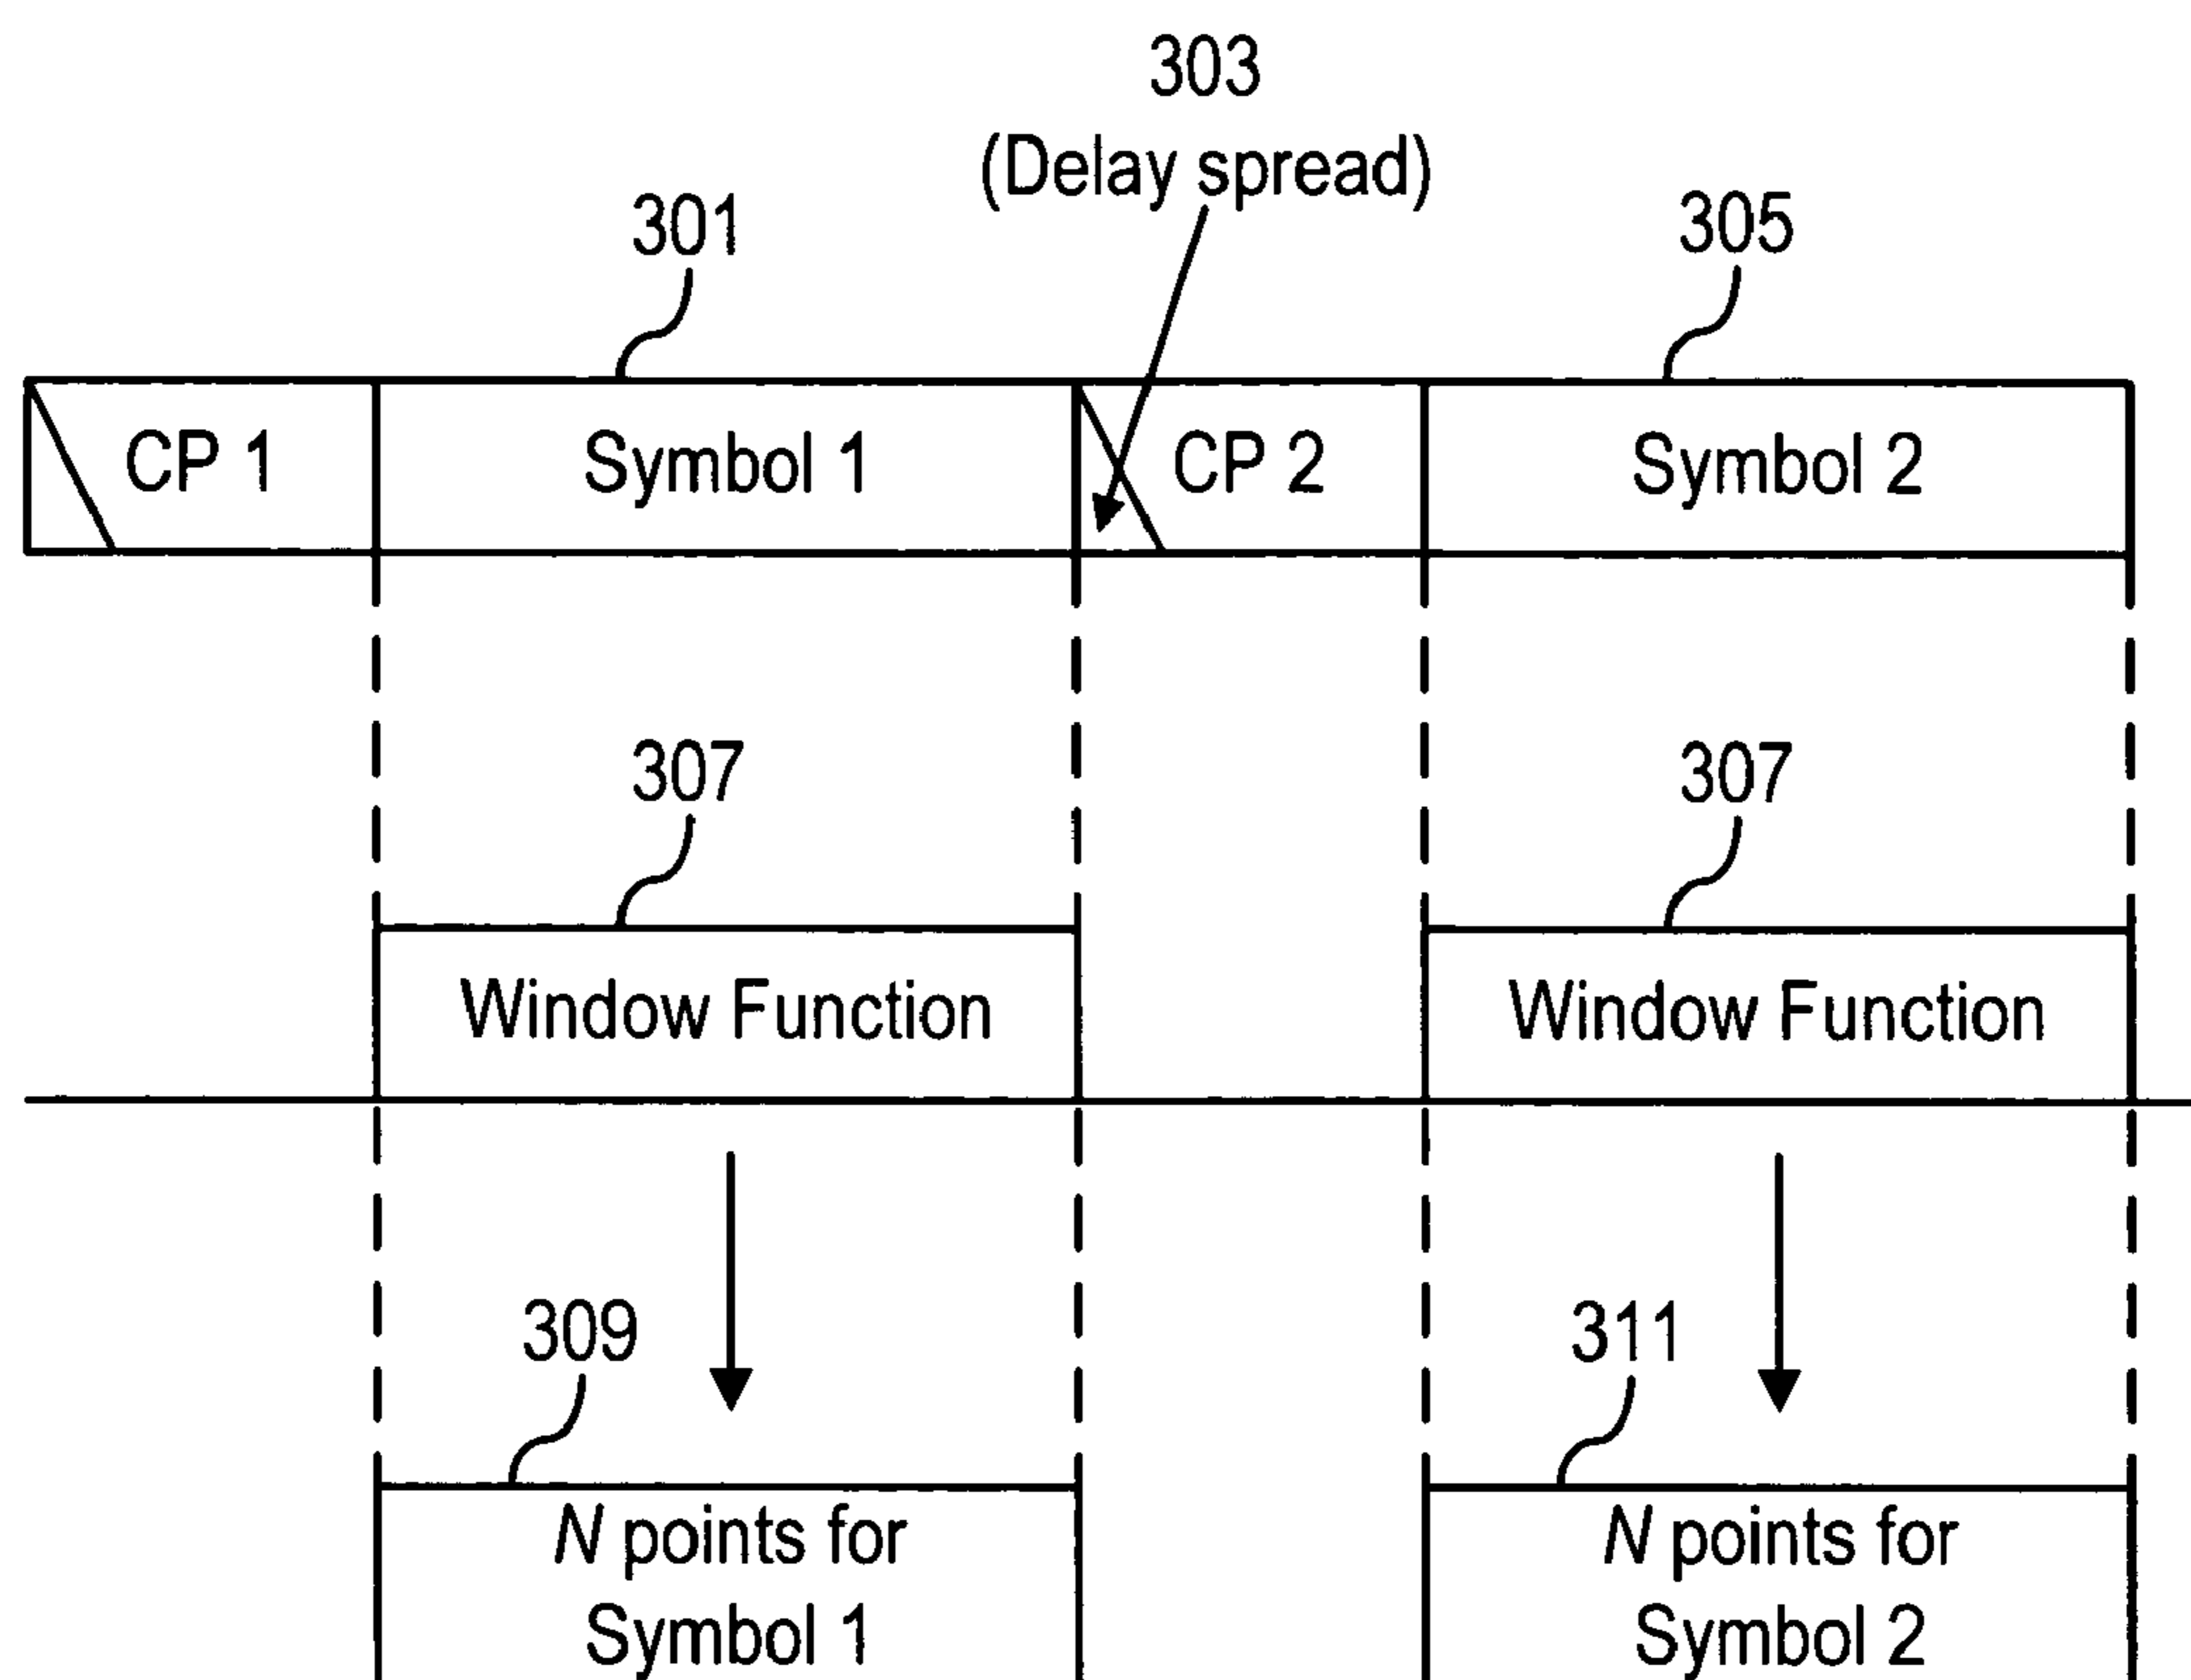 303
(Delay spread)
301
305
CP 1
Symbol 1
CP 2
Symbol 2
307
307
Window Function
Window Function
309
311
N points for
Symbol 1
N points for
Symbol 2